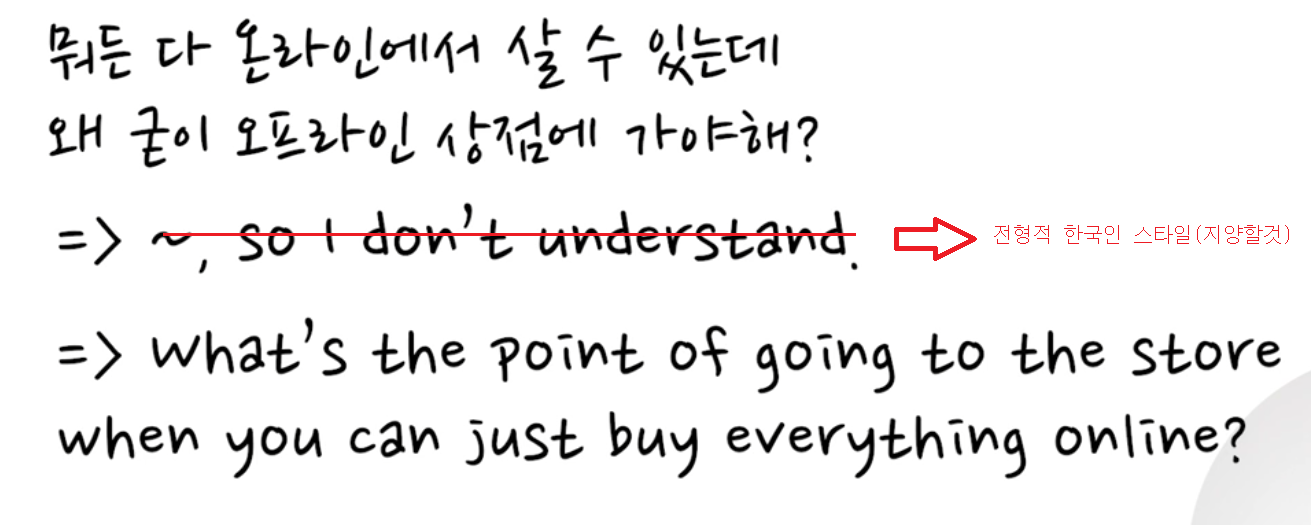 뭐든 다 온라인에서 살 수 있는데
왜 굳이 오프라인 상점에 가야해?
=> ~, so I don't understand.
전형적 한국인 스타일(지양할것)
=> What's the point of going to the store
when you can just buy everything online?